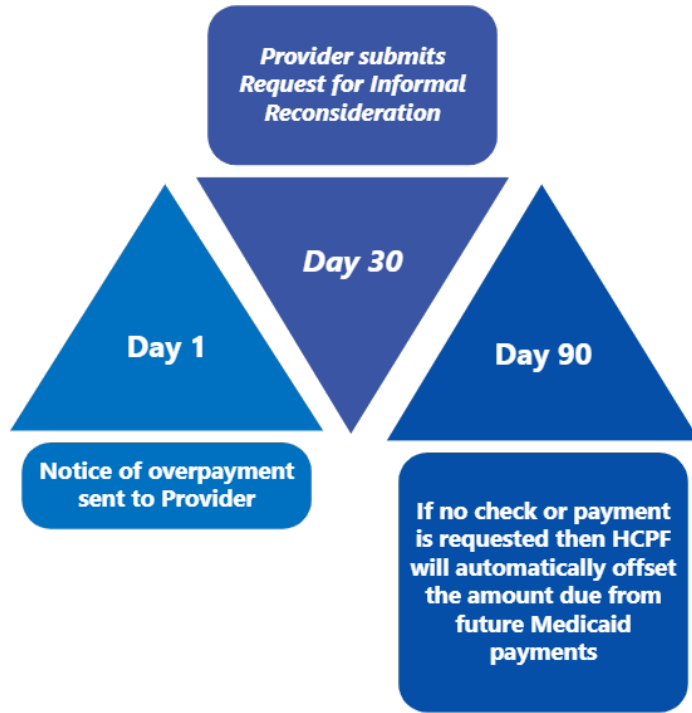 Provider submits
Request for Informal
Reconsideration
Day 30
Day 1
Day 90
Notice of overpayment
sent to Provider
If no check or payment
is requested then HCPF
will automatically offset
the amount due from
future Medicaid
payments